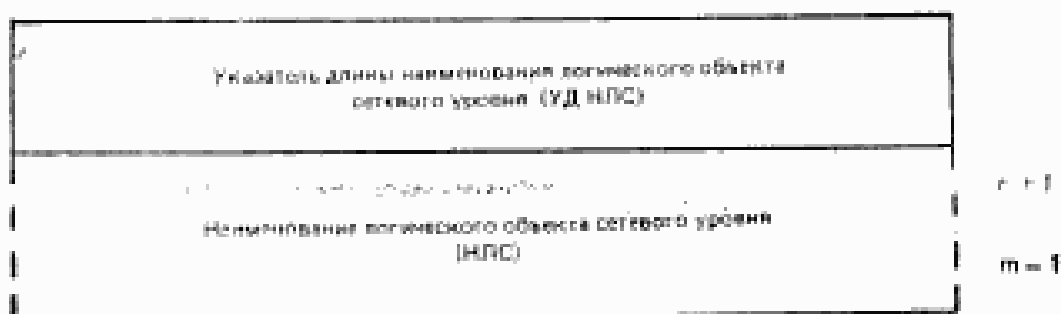 Указатель длины наименования логического объекта
сетевого уровня (УД НЛС)
Наименование логического объекта сетевого уровня
(НЛС)
m – 1